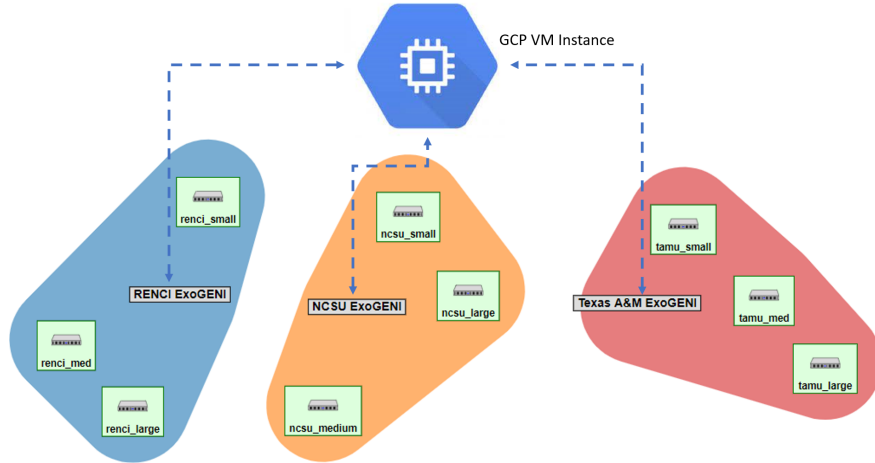 GCP VM Instance
renci_small
RENCI ExoGENI
renci_med
renci_large
ncsu_small
NCSU ExoGENI
ncsu_large
ncsu_medium
tamu_small
Texas A&M ExoGENI
tamu_med
tamu_large